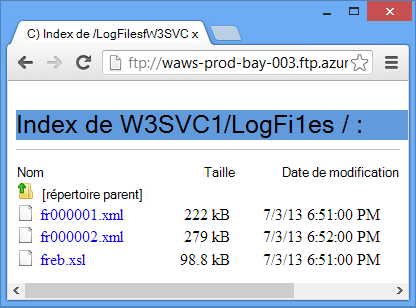 C) Index de /LogFilesfW3SVC x
ftp://waws-prod-bay-003.ftp.azur
Index de W3SVC1/LogFi1es / :
Nom Taille Date de modification
[répertoire parent]
fr000001.xml 222 kB 7/3/13 6:51:00 PM
fr000002.xml 279 kB 7/3/13 6:52:00 PM
freb.xsl 98.8 kB 7/3/13 6:51:00 PM